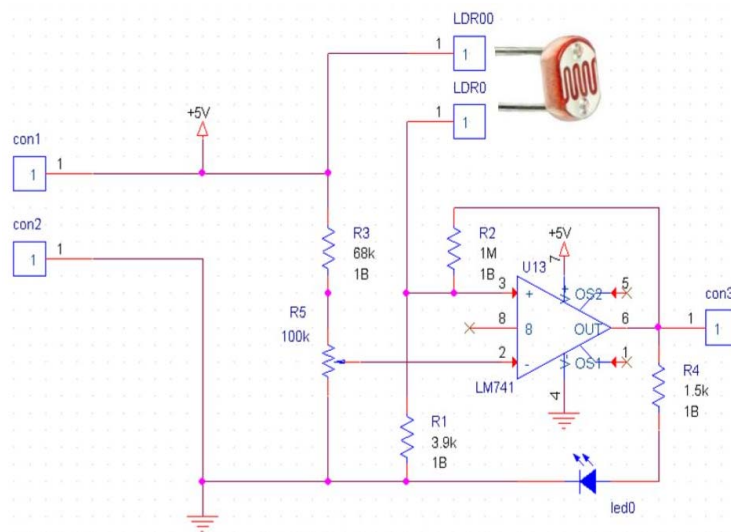 LDR00
1
1
LDR0
1
1
+5V
con1
1
1
con2
1
1
R3
68k
1B
R2
1M
1B
+5V
7
U13
3
+
V+
OS2
5
con3
R5
100k
8
8
OUT
6
1
1
2
-
V-
OS1
1
LM741
4
R4
1.5k
1B
R1
3.9k
1B
led0